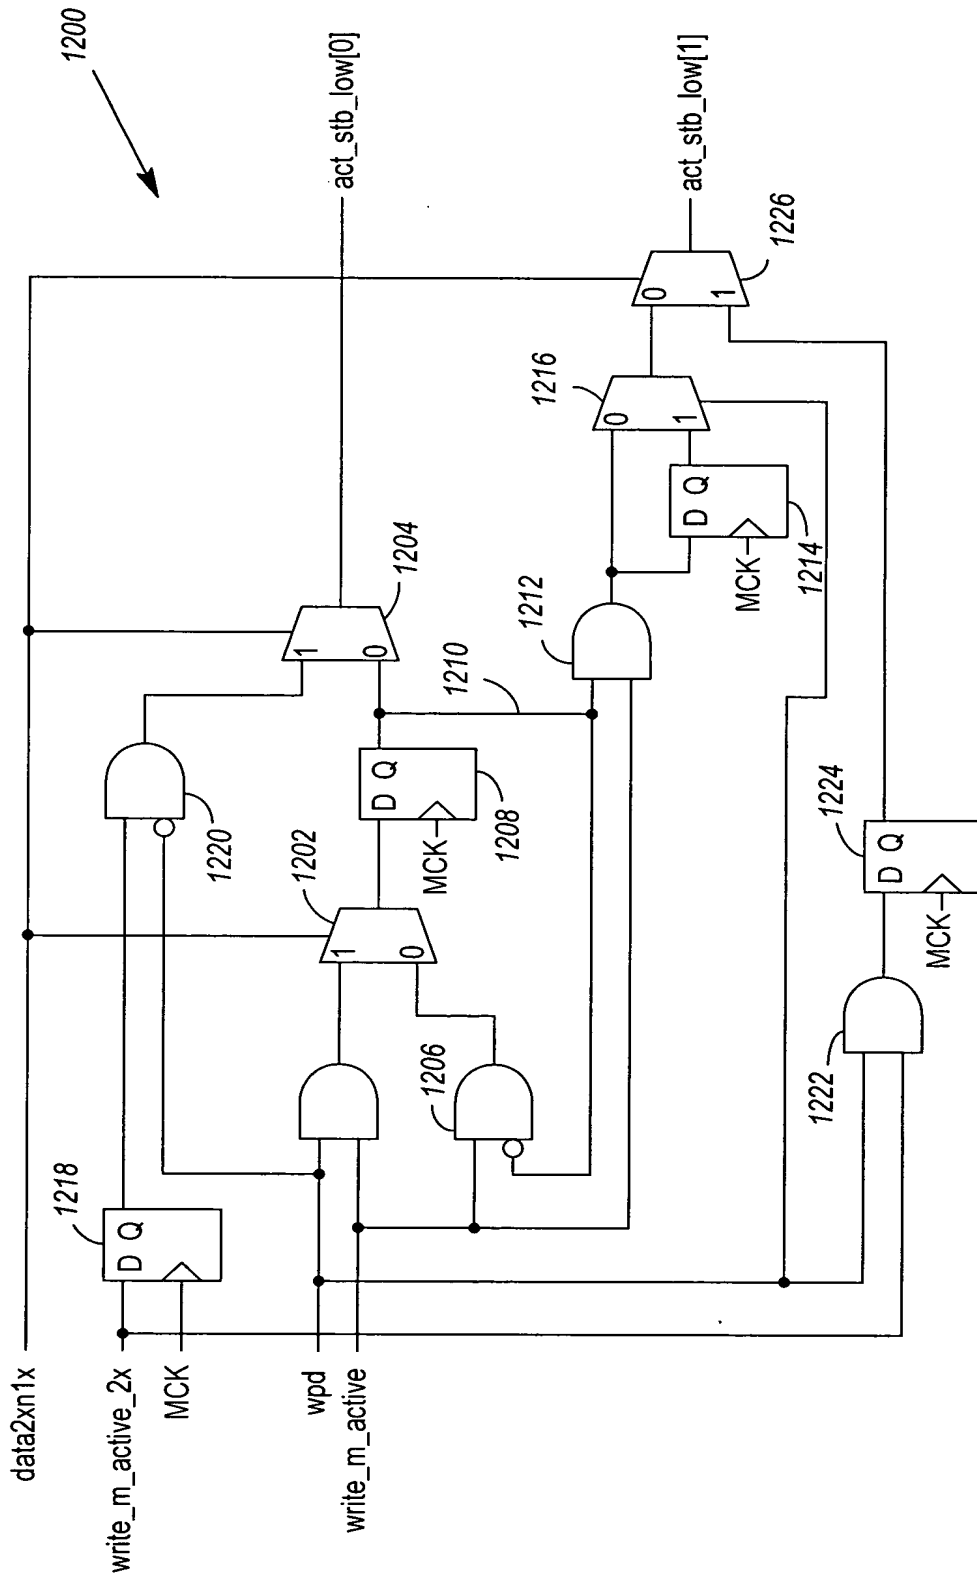 1200
data2xn1x
write_m_active_2x
MCK
wpd
write_m_active
1218
D Q
1220
1202
1
0
1206
D Q
MCK
1208
1204
1
0
1210
act_stb_low[0]
1212
D Q
MCK
1214
1216
0
1
1226
0
1
act_stb_low[1]
1222
D Q
MCK
1224